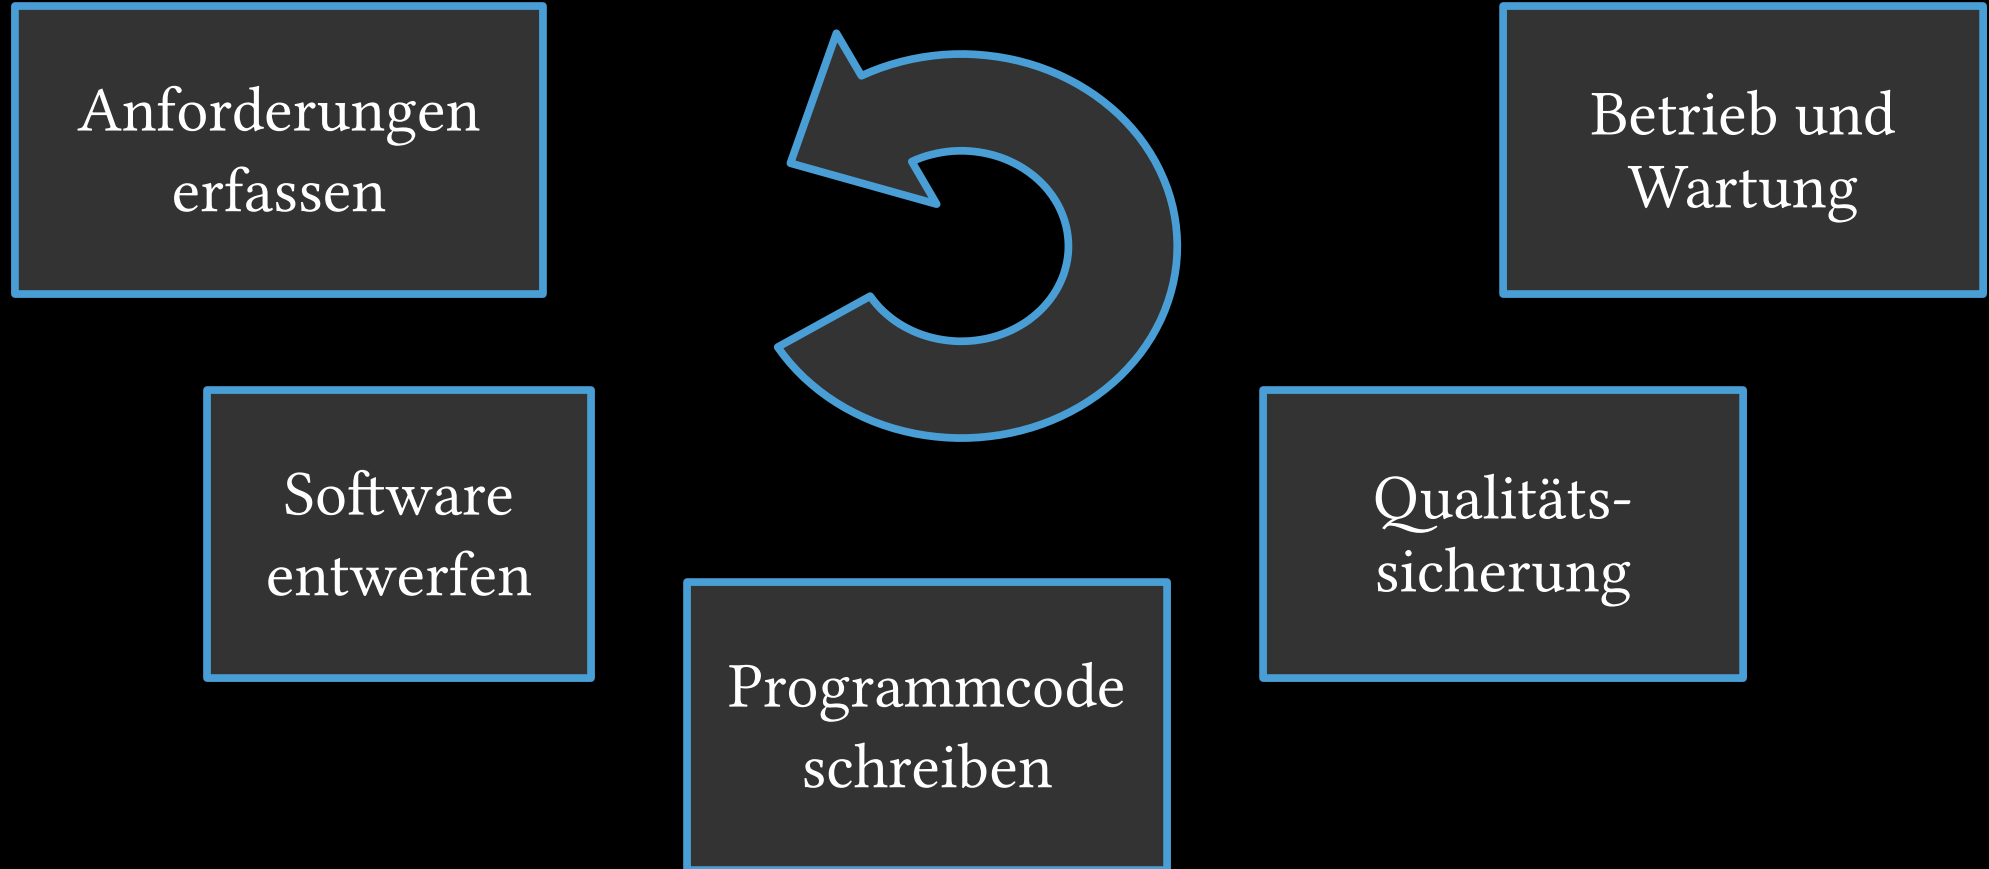 Anforderungen
erfassen
Software
entwerfen
Programmcode
schreiben
Qualitäts-
sicherung
Betrieb und
Wartung